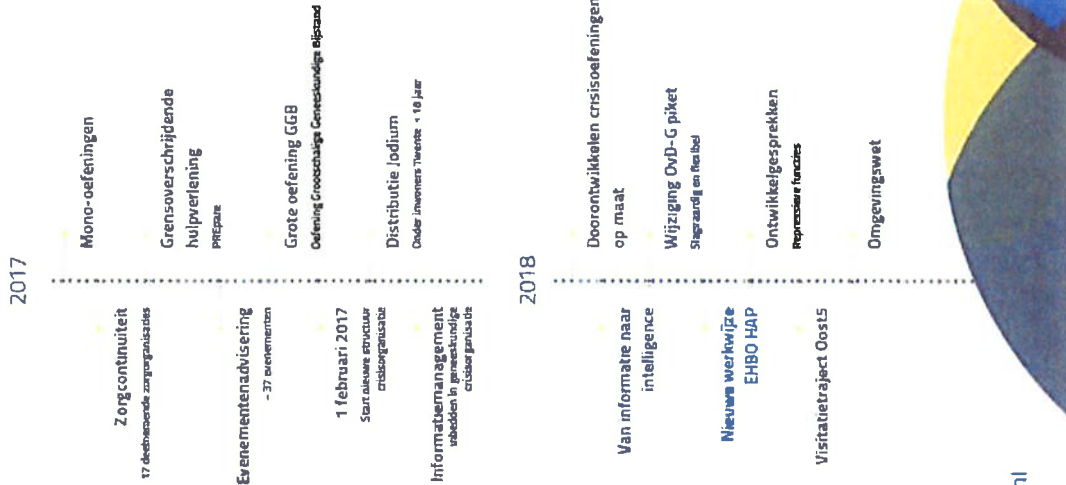 2017
Mono-oefeningen
Zorgcontinuïteit
17 deelnemende zorgorganisaties
Grensoverschrijdende
hulpverlening
PREpare
Evenementenadvisering
~ 37 evenementen
Grote oefening GGB
Oefening Grootschalige Geneeskundige Bijstand
1 februari 2017
Start nieuwe structuur
crisisorganisatie
Distributie Jodium
Onder inwoners Twente < 18 jaar
Informatiemanagement
inbedden in geneeskundige
crisisorganisatie
2018
Doorontwikkelen crisisoefeningen
op maat
Van informatie naar
intelligence
Wijziging OvD-G piket
Slagvaardig en flexibel
Nieuwe werkwijze
EHBO HAP
Ontwikkelgesprekken
Repressieve functies
Visitatietraject Oost5
Omgevingswet
nl